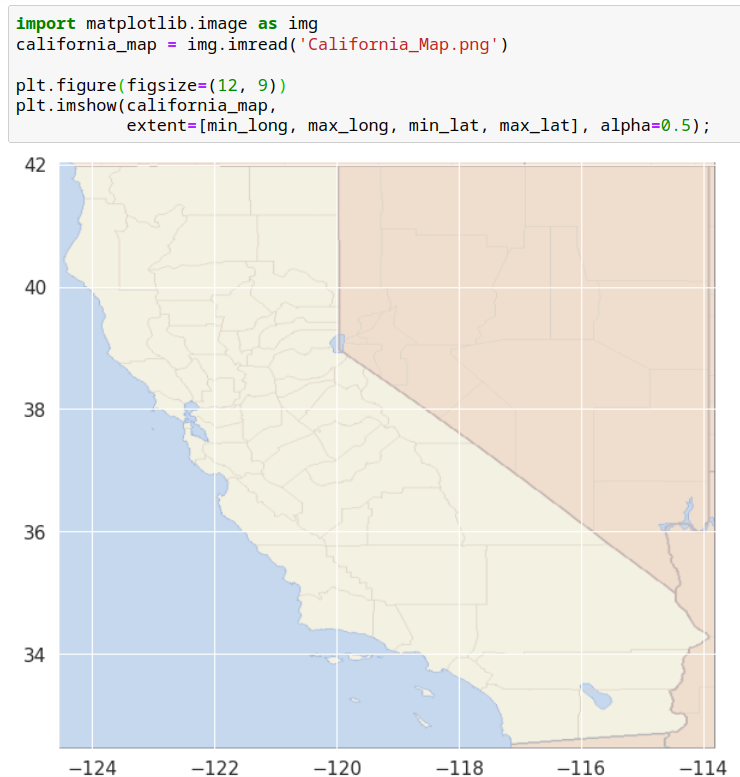 import matplotlib.image as img
california_map = img.imread('California_Map.png')
plt.figure(figsize=(12, 9))
plt.imshow(california_map,
           extent=[min_long, max_long, min_lat, max_lat], alpha=0.5);
42
40
38
36
34
−124 −122 −120 −118 −116 −114